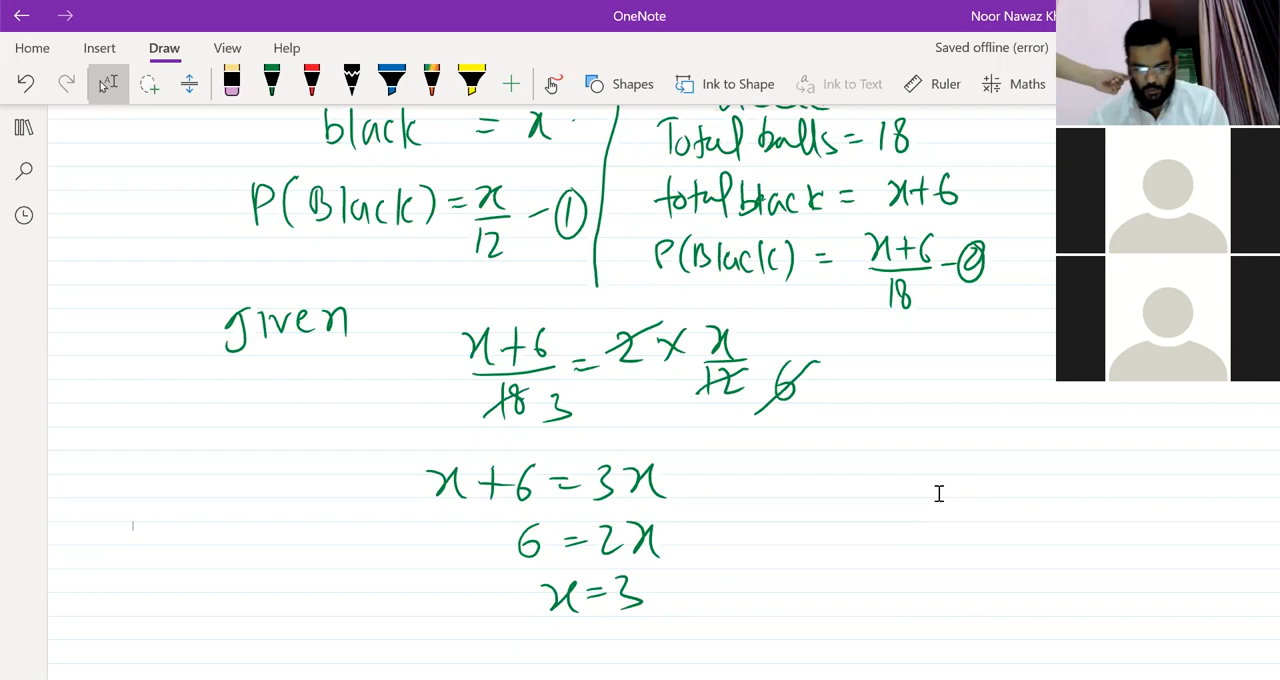 OneNote
Noor Nawaz Kh
Home Insert Draw View Help
Saved offline (error)
Shapes Ink to Shape Ink to Text Ruler Maths
black = x
P(Black) = x/12 - ①
Total balls = 18
total black = x+6
P(Black) = x+6/18 - ②
given
x+6/18 3 = 2 × x/12 6
x+6 = 3x
6 = 2x
x = 3